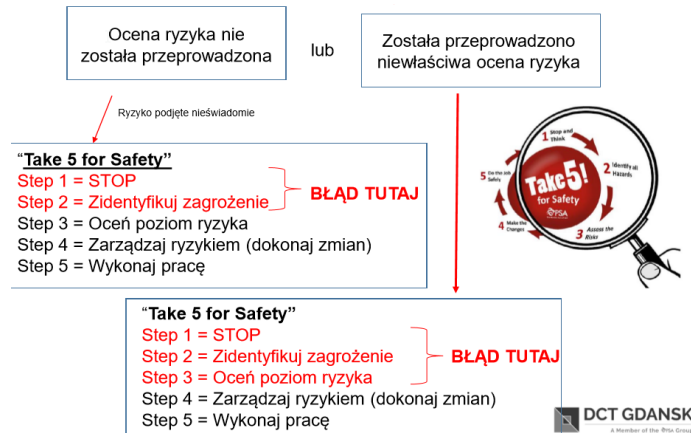 Ocena ryzyka nie
została przeprowadzona
lub
Została przeprowadzono
niewłaściwa ocena ryzyka
Ryzyko podjęte nieświadomie
“Take 5 for Safety”
Step 1 = STOP
Step 2 = Zidentyfikuj zagrożenie
BŁĄD TUTAJ
Step 3 = Oceń poziom ryzyka
Step 4 = Zarządzaj ryzykiem (dokonaj zmian)
Step 5 = Wykonaj pracę
1 Stop and
Think
2 Identify all
Hazards
3 Assess the
Risks
4 Make the
Changes
5 Do the Job
Safely
Take 5!
for Safety
PSA
“Take 5 for Safety”
Step 1 = STOP
Step 2 = Zidentyfikuj zagrożenie
Step 3 = Oceń poziom ryzyka
BŁĄD TUTAJ
Step 4 = Zarządzaj ryzykiem (dokonaj zmian)
Step 5 = Wykonaj pracę
DCT GDANSK
A Member of the PSA Group